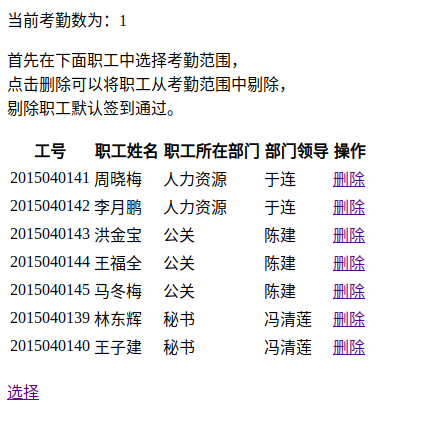 当前考勤数为：1
首先在下面职工中选择考勤范围，
点击删除可以将职工从考勤范围中剔除，
剔除职工默认签到通过。
工号 职工姓名 职工所在部门 部门领导 操作
2015040141 周晓梅 人力资源 于连 删除
2015040142 李月鹏 人力资源 于连 删除
2015040143 洪金宝 公关 陈建 删除
2015040144 王福全 公关 陈建 删除
2015040145 马冬梅 公关 陈建 删除
2015040139 林东辉 秘书 冯清莲 删除
2015040140 王子建 秘书 冯清莲 删除
选择